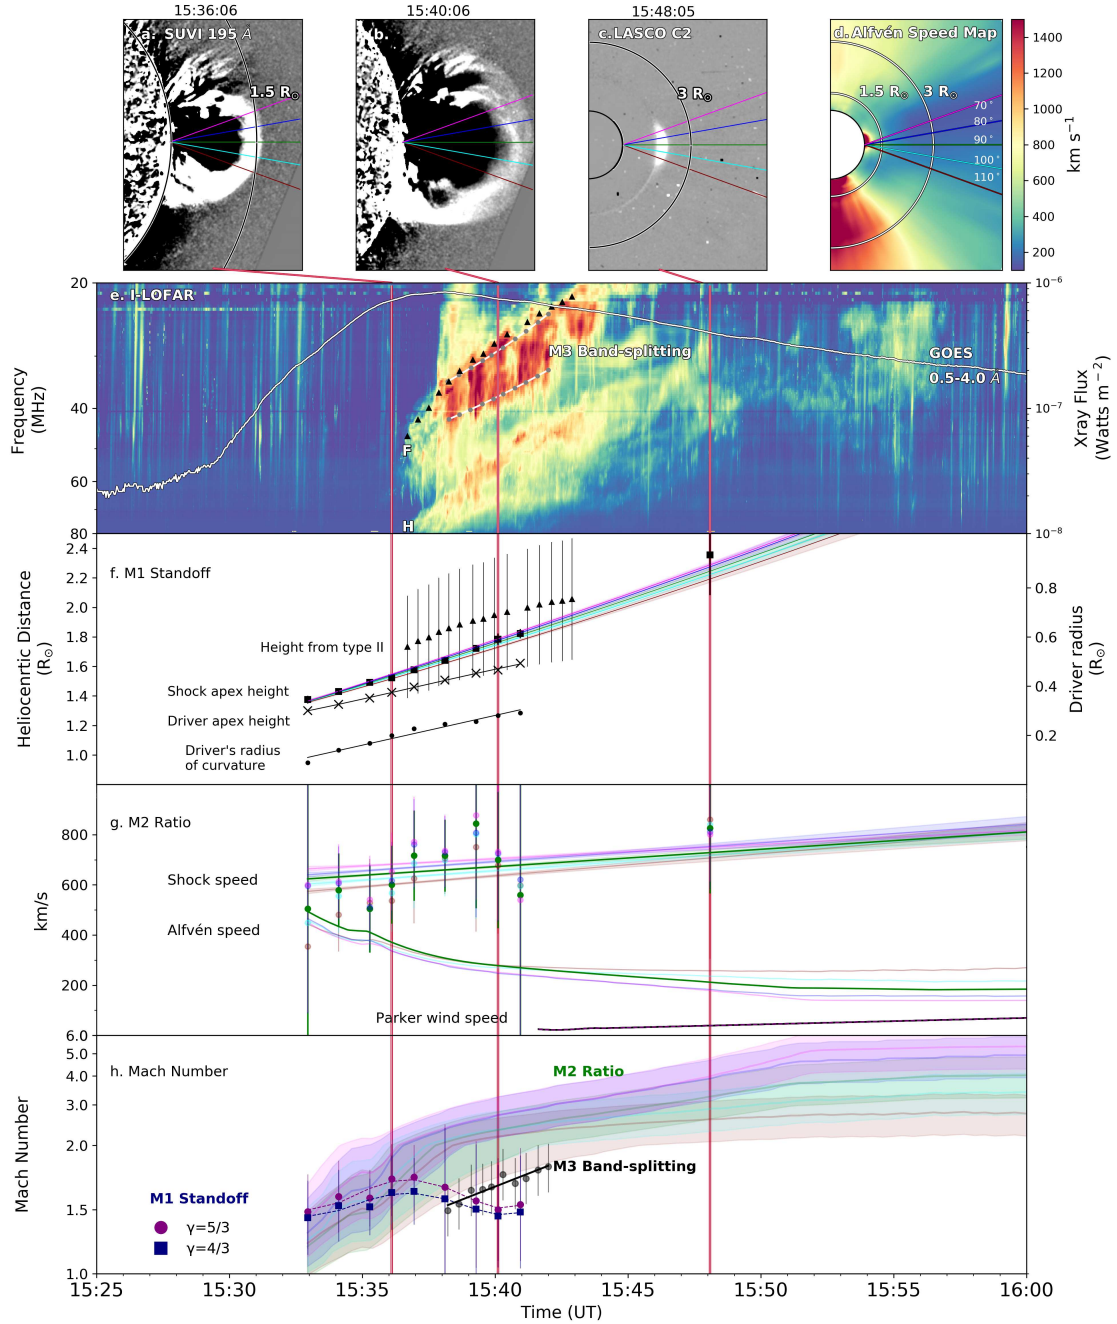 15:36:06
15:40:06
15:48:05
a. SUVI 195 Å
b.
c. LASCO C2
d. Alfvén Speed Map
1.5 R⊙
3 R⊙
1.5 R⊙
3 R⊙
70°
80°
90°
100°
110°
1400
1200
1000
800
600
400
200
km s⁻¹
e. I-LOFAR
20
40
60
80
Frequency
(MHz)
M3 Band-splitting
GOES
0.5-4.0 Å
F
H
10⁻⁶
10⁻⁷
10⁻⁸
Xray Flux
(Watts m⁻²)
f. M1 Standoff
2.4
2.2
2.0
1.8
1.6
1.4
1.2
1.0
Heliocenrtic Distance
(R⊙)
Height from type II
Shock apex height
Driver apex height
Driver's radius
of curvature
0.8
0.6
0.4
0.2
Driver radius
(R⊙)
g. M2 Ratio
800
600
400
200
km/s
Shock speed
Alfvén speed
Parker wind speed
h. Mach Number
6.0
5.0
4.0
3.0
2.0
1.5
1.0
Mach Number
M2 Ratio
M3 Band-splitting
M1 Standoff
γ=5/3
γ=4/3
15:25
15:30
15:35
15:40
15:45
15:50
15:55
16:00
Time (UT)